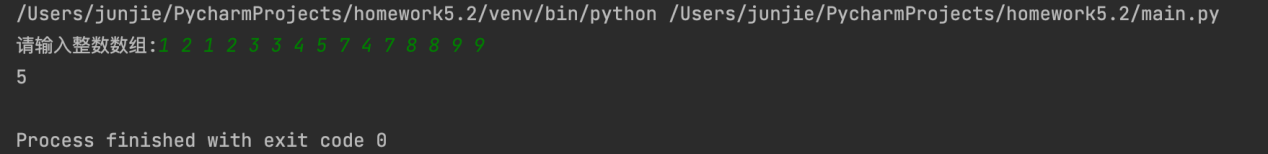 /Users/junjie/PycharmProjects/homework5.2/venv/bin/python /Users/junjie/PycharmProjects/homework5.2/main.py
请输入整数数组:1 2 1 2 3 3 4 5 7 4 7 8 8 9 9
5
Process finished with exit code 0